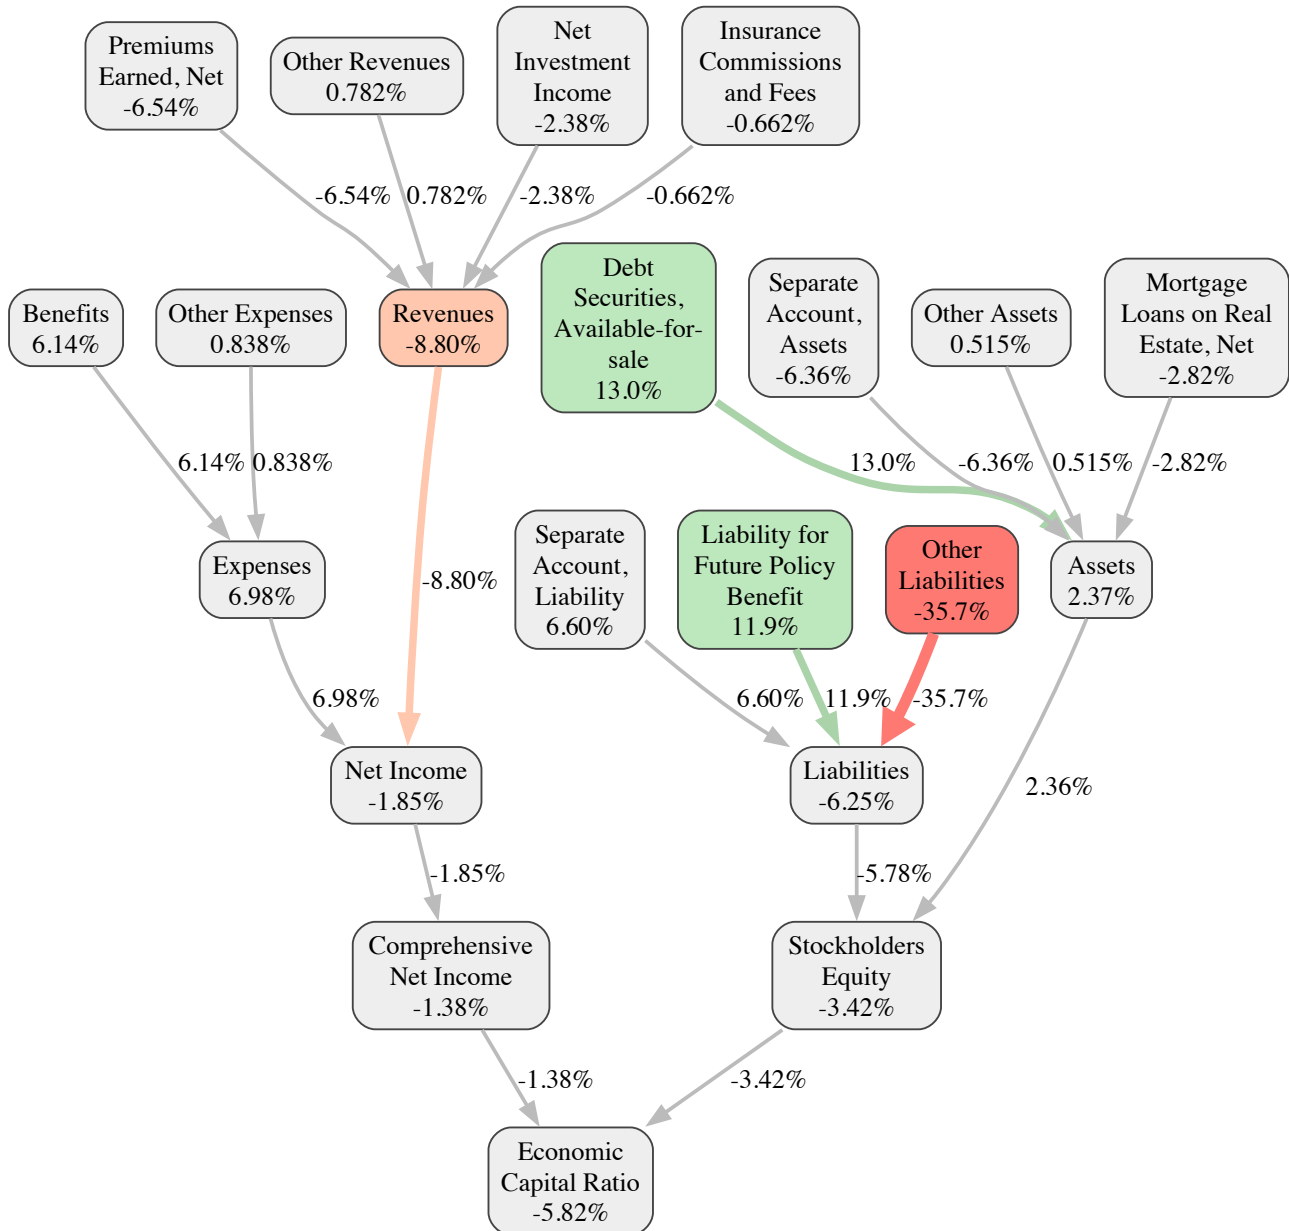 Premiums
Earned, Net
-6.54%
Other Revenues
0.782%
Net
Investment
Income
-2.38%
Insurance
Commissions
and Fees
-0.662%
-6.54%
0.782%
-2.38%
-0.662%
Benefits
6.14%
Other Expenses
0.838%
Revenues
-8.80%
Debt
Securities,
Available-for-
sale
13.0%
Separate
Account,
Assets
-6.36%
Other Assets
0.515%
Mortgage
Loans on Real
Estate, Net
-2.82%
6.14%
0.838%
13.0%
-6.36%
0.515%
-2.82%
Expenses
6.98%
-8.80%
Separate
Account,
Liability
6.60%
Liability for
Future Policy
Benefit
11.9%
Other
Liabilities
-35.7%
Assets
2.37%
6.98%
6.60%
11.9%
-35.7%
Net Income
-1.85%
Liabilities
-6.25%
2.36%
-1.85%
-5.78%
Comprehensive
Net Income
-1.38%
Stockholders
Equity
-3.42%
-1.38%
-3.42%
Economic
Capital Ratio
-5.82%